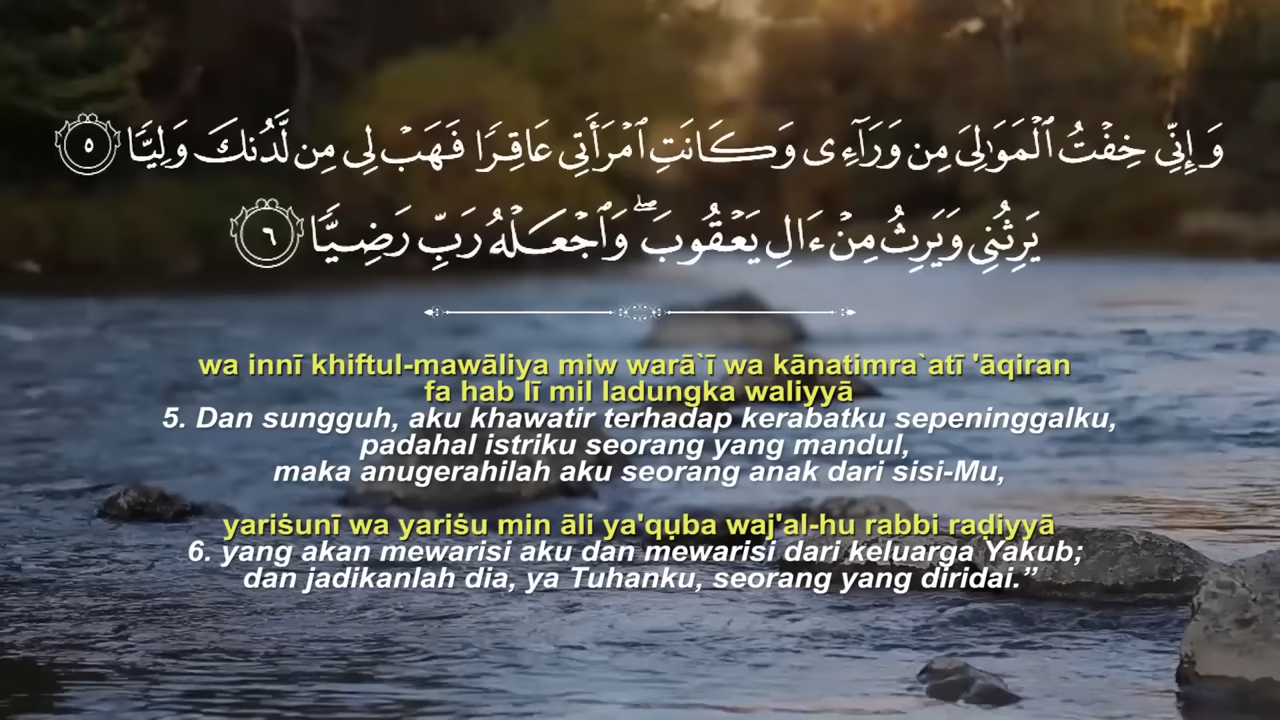 وَإِنِّي خِفْتُ ٱلْمَوَٰلِيَ مِن وَرَآءِى وَكَانَتِ ٱمْرَأَتِي عَاقِرًا فَهَبْ لِي مِن لَّدُنكَ وَلِيًّا ٥
يَرِثُنِي وَيَرِثُ مِنْ ءَالِ يَعْقُوبَ ۖ وَٱجْعَلْهُ رَبِّ رَضِيًّا ٦
wa innī khiftul-mawāliya miw warā`ī wa kānatimra`atī 'āqiran
fa hab lī mil ladungka waliyyā
5. Dan sungguh, aku khawatir terhadap kerabatku sepeninggalku,
padahal istriku seorang yang mandul,
maka anugerahilah aku seorang anak dari sisi-Mu,
yariṡunī wa yariṡu min āli ya'qụba waj'al-hu rabbi raḍiyyā
6. yang akan mewarisi aku dan mewarisi dari keluarga Yakub;
dan jadikanlah dia, ya Tuhanku, seorang yang diridai.”